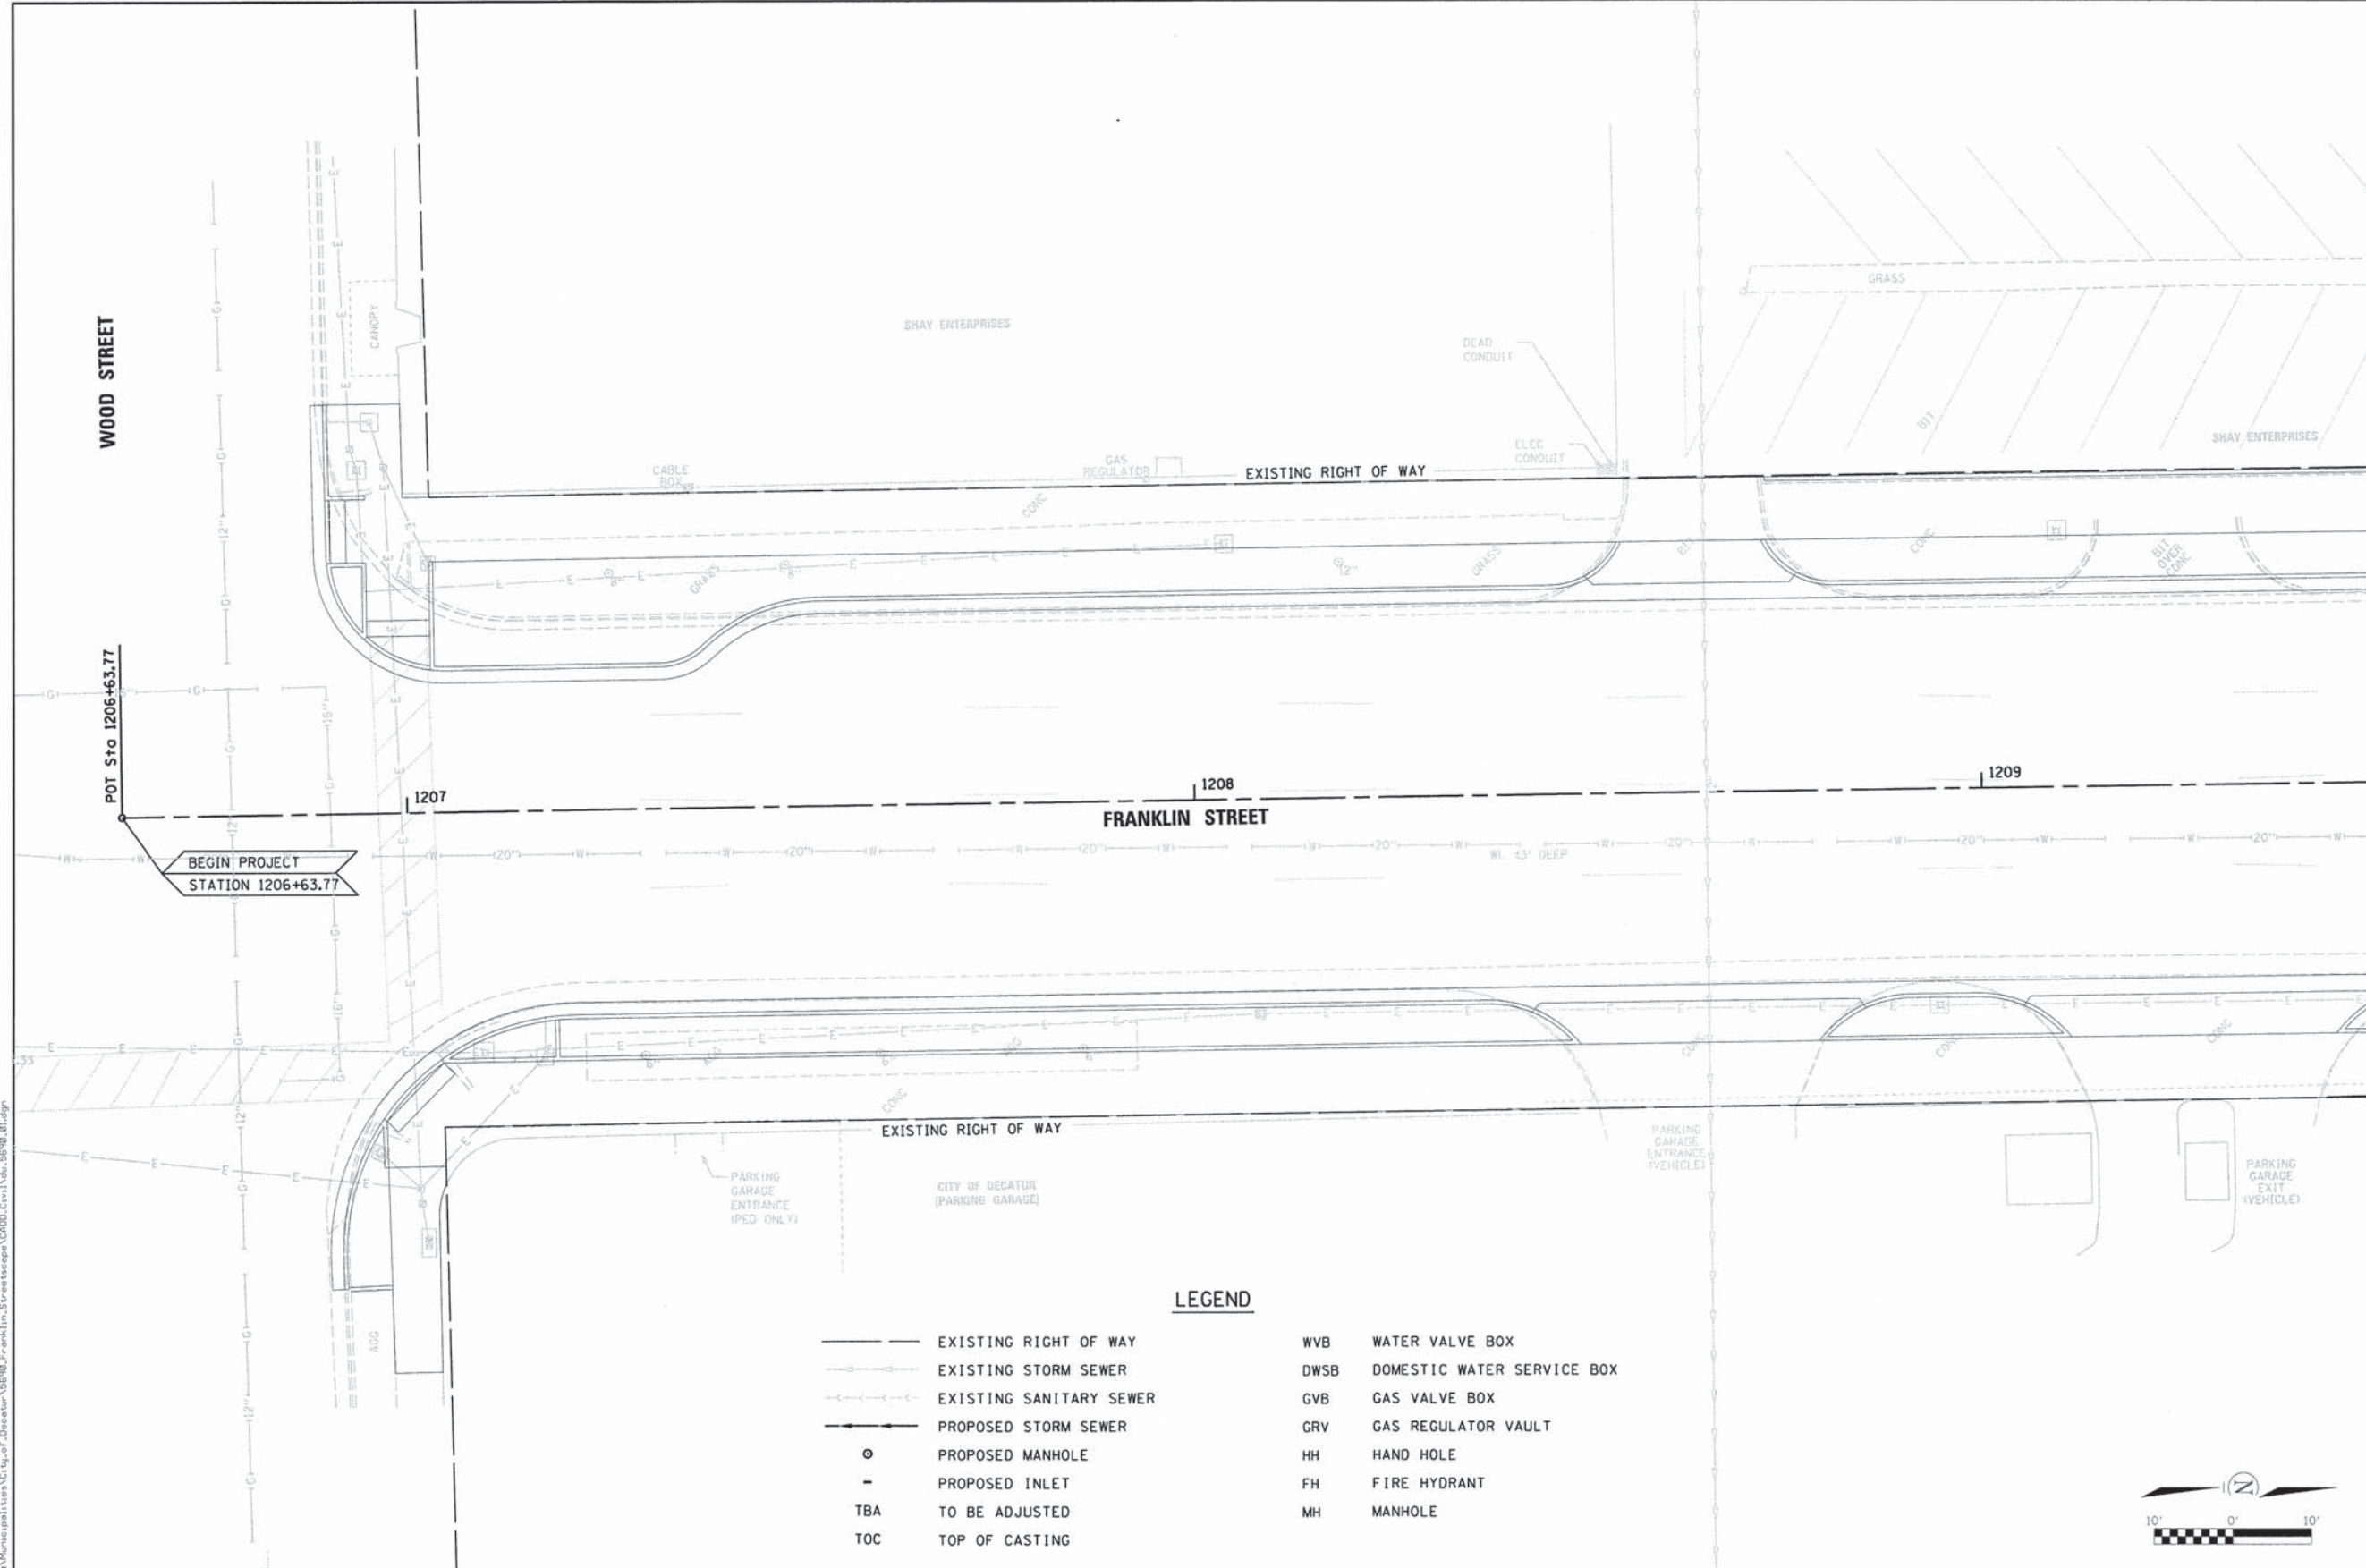 WOOD STREET
CANOPY
SHAY ENTERPRISES
DEAD
CONDUIT
GRASS
BIT
SHAY ENTERPRISES
ELEC
CONDUIT
CABLE
BOX
GAS
REGULATOR
EXISTING RIGHT OF WAY
CONC
GRASS
12"
GRASS
BIT
CONC
BIT
OVER
CONC
POT Sta 1206+63.77
1207
1208
1209
FRANKLIN STREET
BEGIN PROJECT
STATION 1206+63.77
20"
20"
20"
20"
20"
20"
20"
12"
12"
12"
12"
16"
16"
CONC
CONC
CONC
CONC
EXISTING RIGHT OF WAY
PARKING
GARAGE
ENTRANCE
(PED ONLY)
CITY OF DECATUR
(PARKING GARAGE)
PARKING
GARAGE
ENTRANCE
(VEHICLE)
PARKING
GARAGE
EXIT
(VEHICLE)
AGG
LEGEND
EXISTING RIGHT OF WAY
EXISTING STORM SEWER
EXISTING SANITARY SEWER
PROPOSED STORM SEWER
PROPOSED MANHOLE
PROPOSED INLET
TBA TO BE ADJUSTED
TOC TOP OF CASTING
WVB WATER VALVE BOX
DWSB DOMESTIC WATER SERVICE BOX
GVB GAS VALVE BOX
GRV GAS REGULATOR VAULT
HH HAND HOLE
FH FIRE HYDRANT
MH MANHOLE
N
10' 0' 10'